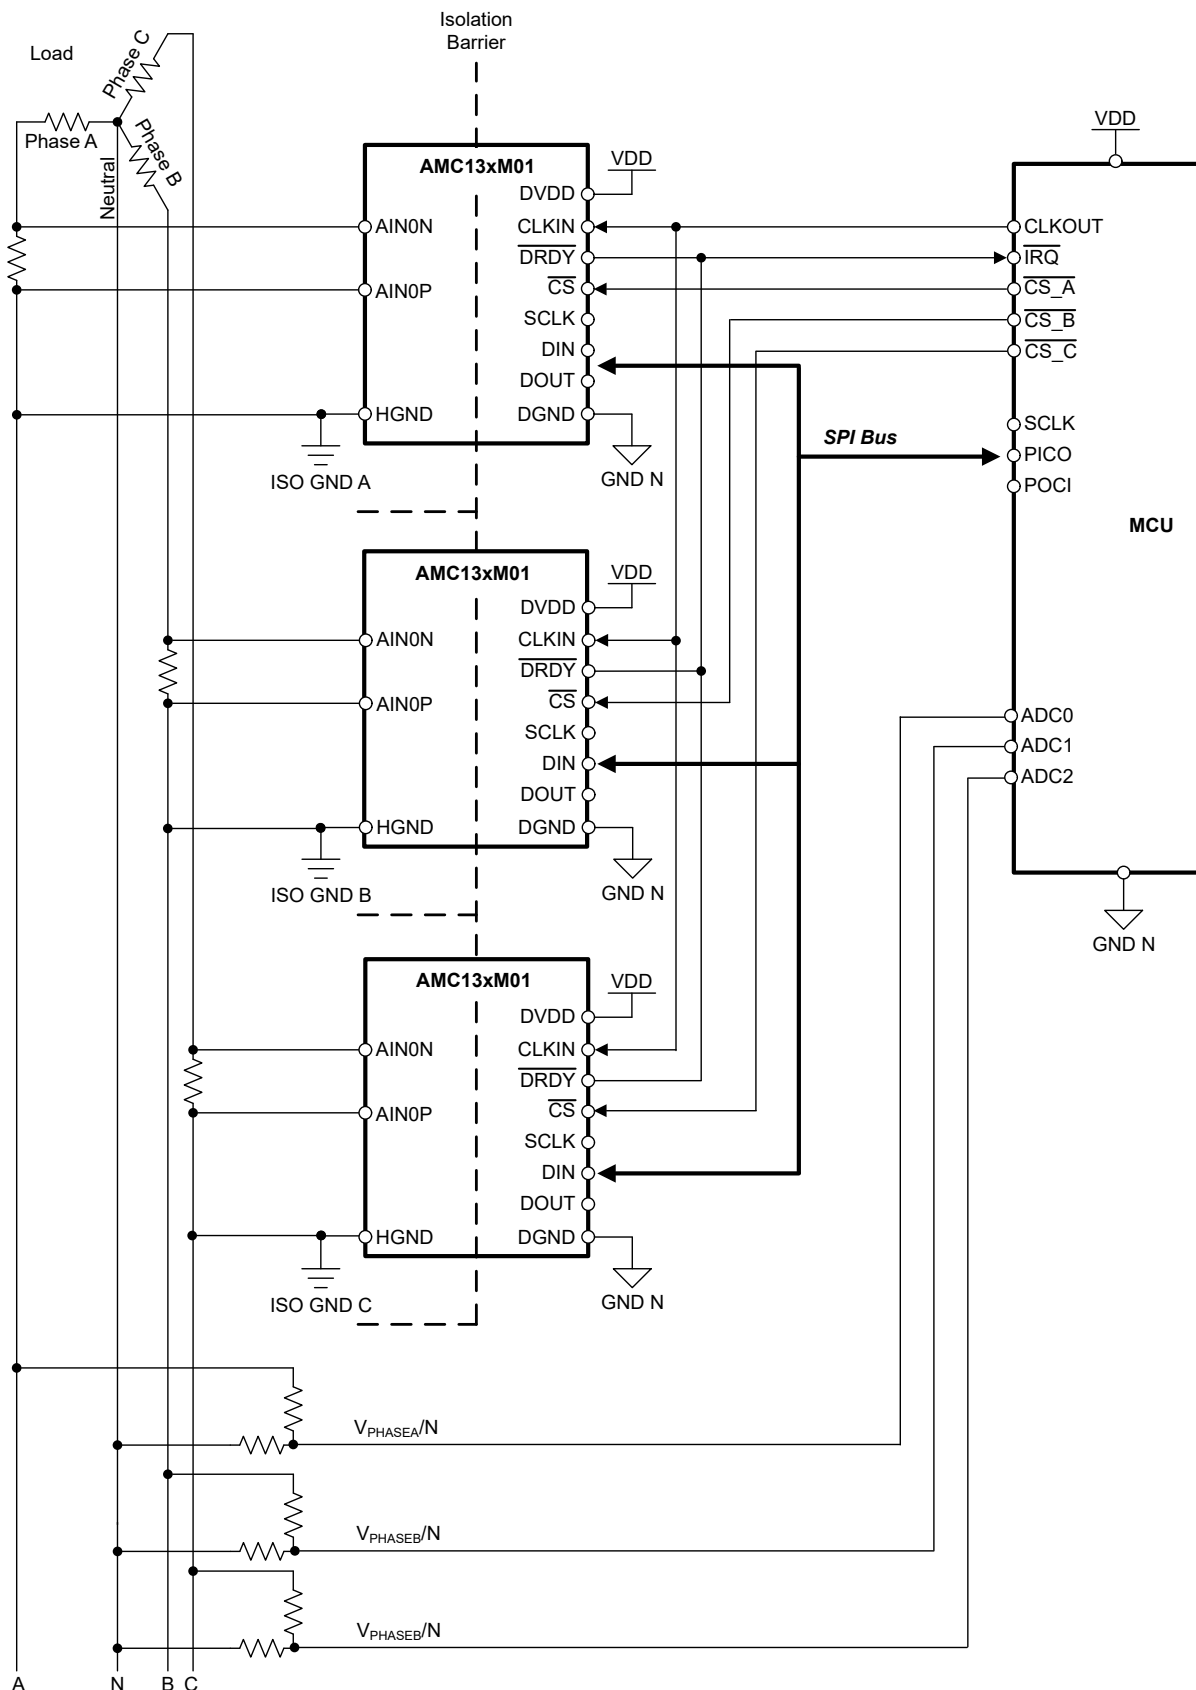 Isolation
Barrier
Load
Phase C
Phase A
Phase B
Neutral
AMC13xM01
VDD
DVDD
AIN0N
CLKIN
DRDY
AIN0P
CS
SCLK
DIN
DOUT
HGND
DGND
ISO GND A
GND N
AMC13xM01
VDD
DVDD
AIN0N
CLKIN
DRDY
AIN0P
CS
SCLK
DIN
DOUT
HGND
DGND
ISO GND B
GND N
AMC13xM01
VDD
DVDD
AIN0N
CLKIN
DRDY
AIN0P
CS
SCLK
DIN
DOUT
HGND
DGND
ISO GND C
GND N
SPI Bus
VDD
CLKOUT
IRQ
CS_A
CS_B
CS_C
SCLK
PICO
POCI
MCU
ADC0
ADC1
ADC2
GND N
VPHASEA/N
VPHASEB/N
VPHASEB/N
A
N
B
C